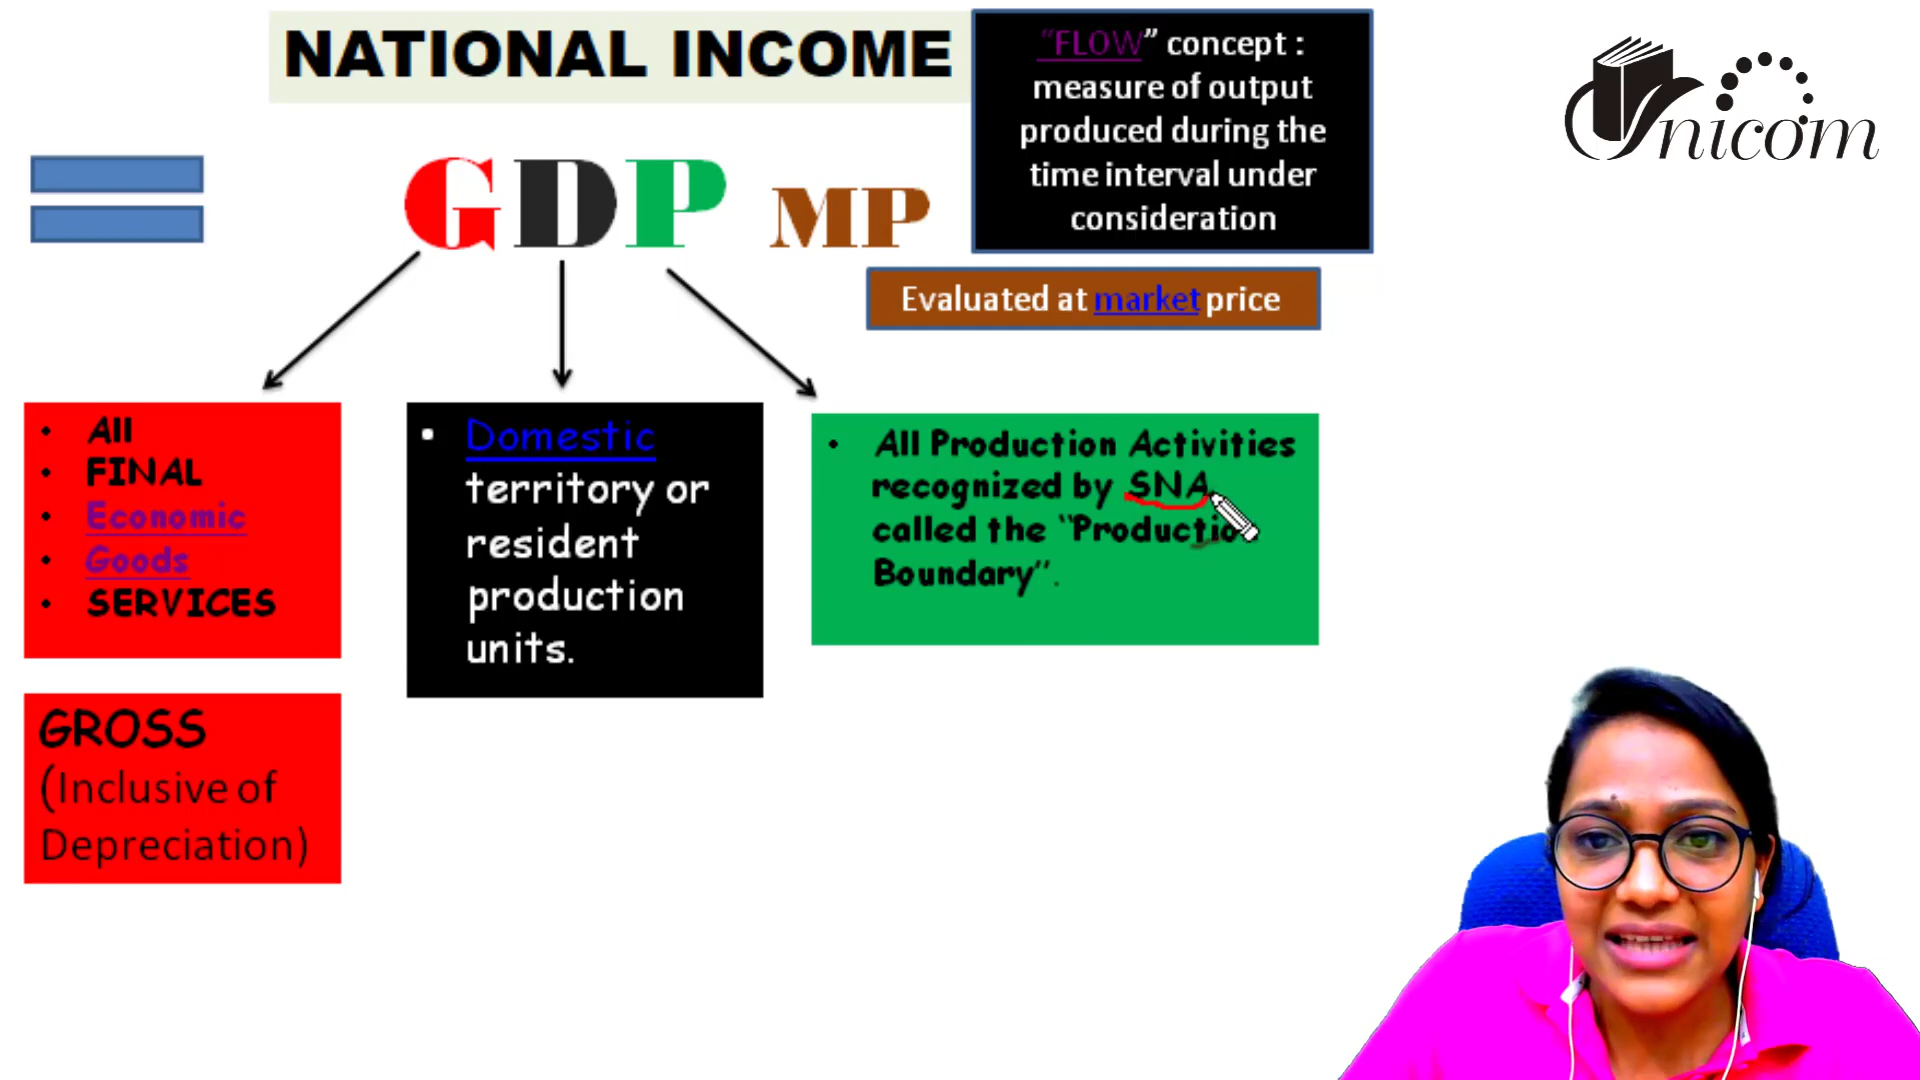 NATIONAL INCOME
"FLOW" concept :
measure of output
produced during the
time interval under
consideration
Unicom
GDP MP
Evaluated at market price
• All
• FINAL
• Economic
• Goods
• SERVICES
• Domestic
territory or
resident
production
units.
• All Production Activities
recognized by SNA
called the "Productio
Boundary".
GROSS
(Inclusive of
Depreciation)